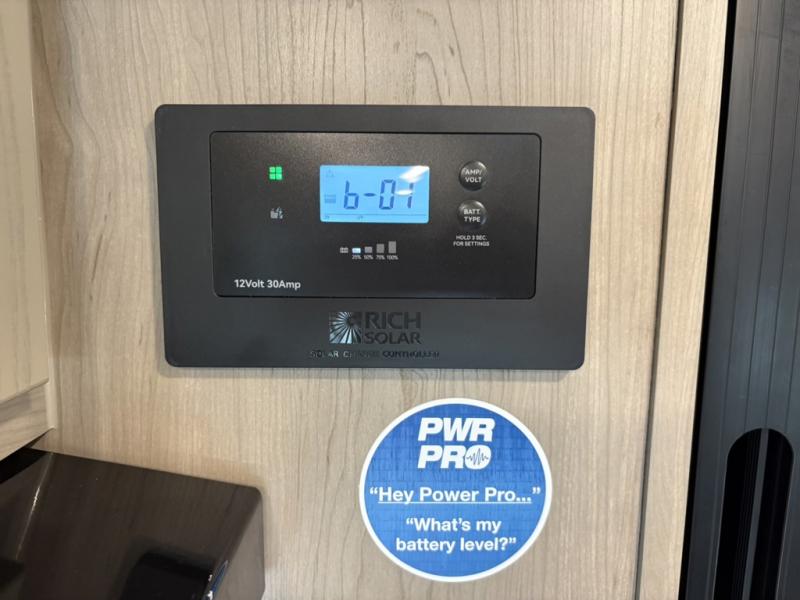 b-01
AMP/
VOLT
BATT.
TYPE
HOLD 3 SEC.
FOR SETTINGS
25% 50% 75% 100%
12Volt 30Amp
RICH
SOLAR
SOLAR CHARGE CONTROLLER
PWR
PRO
“Hey Power Pro...”
“What's my
battery level?”